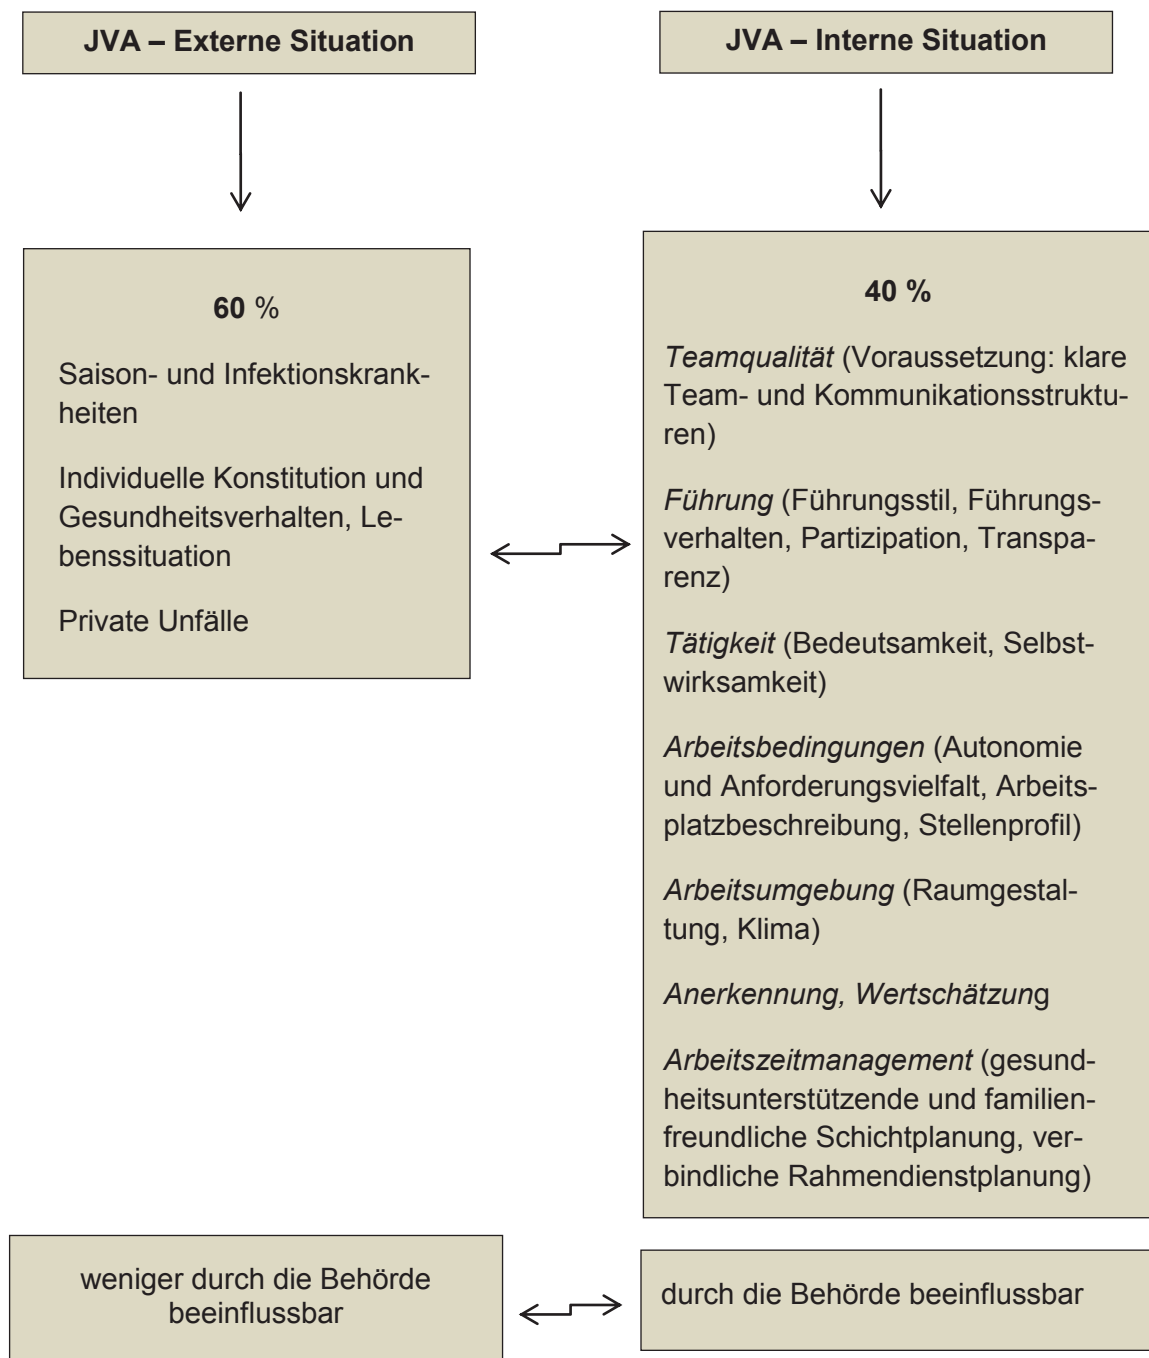 JVA – Externe Situation
60 %
Saison- und Infektionskrank-
heiten
Individuelle Konstitution und
Gesundheitsverhalten, Le-
benssituation
Private Unfälle
weniger durch die Behörde
beeinflussbar
JVA – Interne Situation
40 %
Teamqualität (Voraussetzung: klare
Team- und Kommunikationsstruktu-
ren)
Führung (Führungsstil, Führungs-
verhalten, Partizipation, Transpa-
renz)
Tätigkeit (Bedeutsamkeit, Selbst-
wirksamkeit)
Arbeitsbedingungen (Autonomie
und Anforderungsvielfalt, Arbeits-
platzbeschreibung, Stellenprofil)
Arbeitsumgebung (Raumgestal-
tung, Klima)
Anerkennung, Wertschätzung
Arbeitszeitmanagement (gesund-
heitsunterstützende und familien-
freundliche Schichtplanung, ver-
bindliche Rahmendienstplanung)
durch die Behörde beeinflussbar